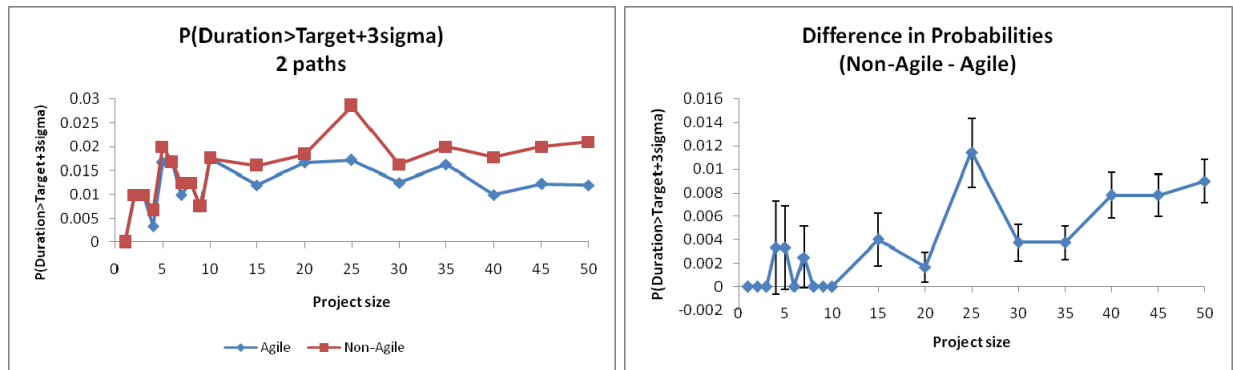 P(Duration>Target+3sigma)
2 paths
P(Duration>Target+3sigma)
0.03
0.025
0.02
0.015
0.01
0.005
0
0 5 10 15 20 25 30 35 40 45 50
Project size
Agile Non-Agile
Difference in Probabilities
(Non-Agile - Agile)
P(Duration>Target+3sigma)
0.016
0.014
0.012
0.01
0.008
0.006
0.004
0.002
0
-0.002
0 5 10 15 20 25 30 35 40 45 50
Project size